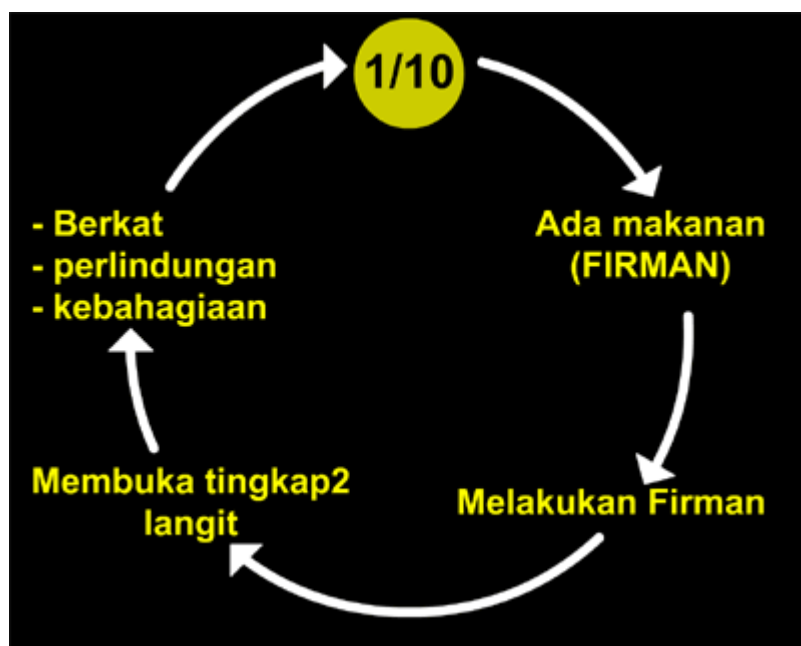 1/10
Ada makanan
(FIRMAN)
Melakukan Firman
Membuka tingkap2
langit
- Berkat
- perlindungan
- kebahagiaan